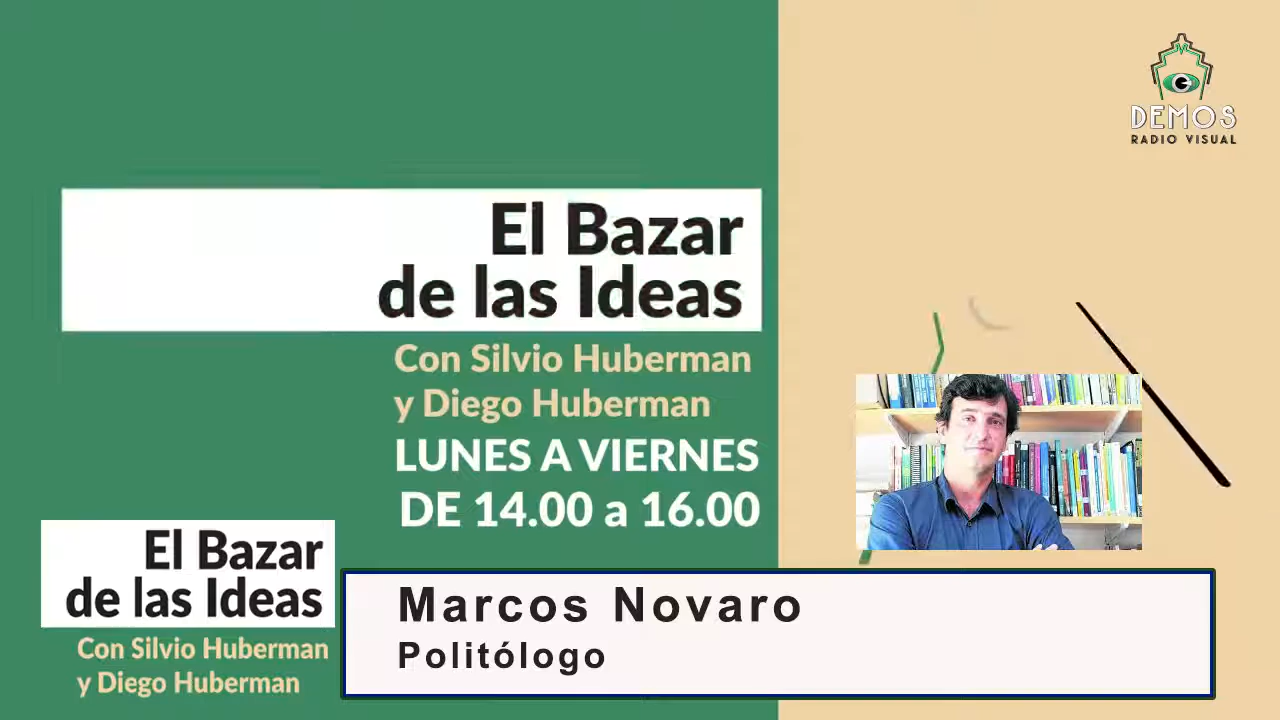 DEMOS
RADIO VISUAL
El Bazar
de las Ideas
Con Silvio Huberman
y Diego Huberman
LUNES A VIERNES
DE 14.00 a 16.00
El Bazar
de las Ideas
Con Silvio Huberman
y Diego Huberman
Marcos Novaro
Politólogo